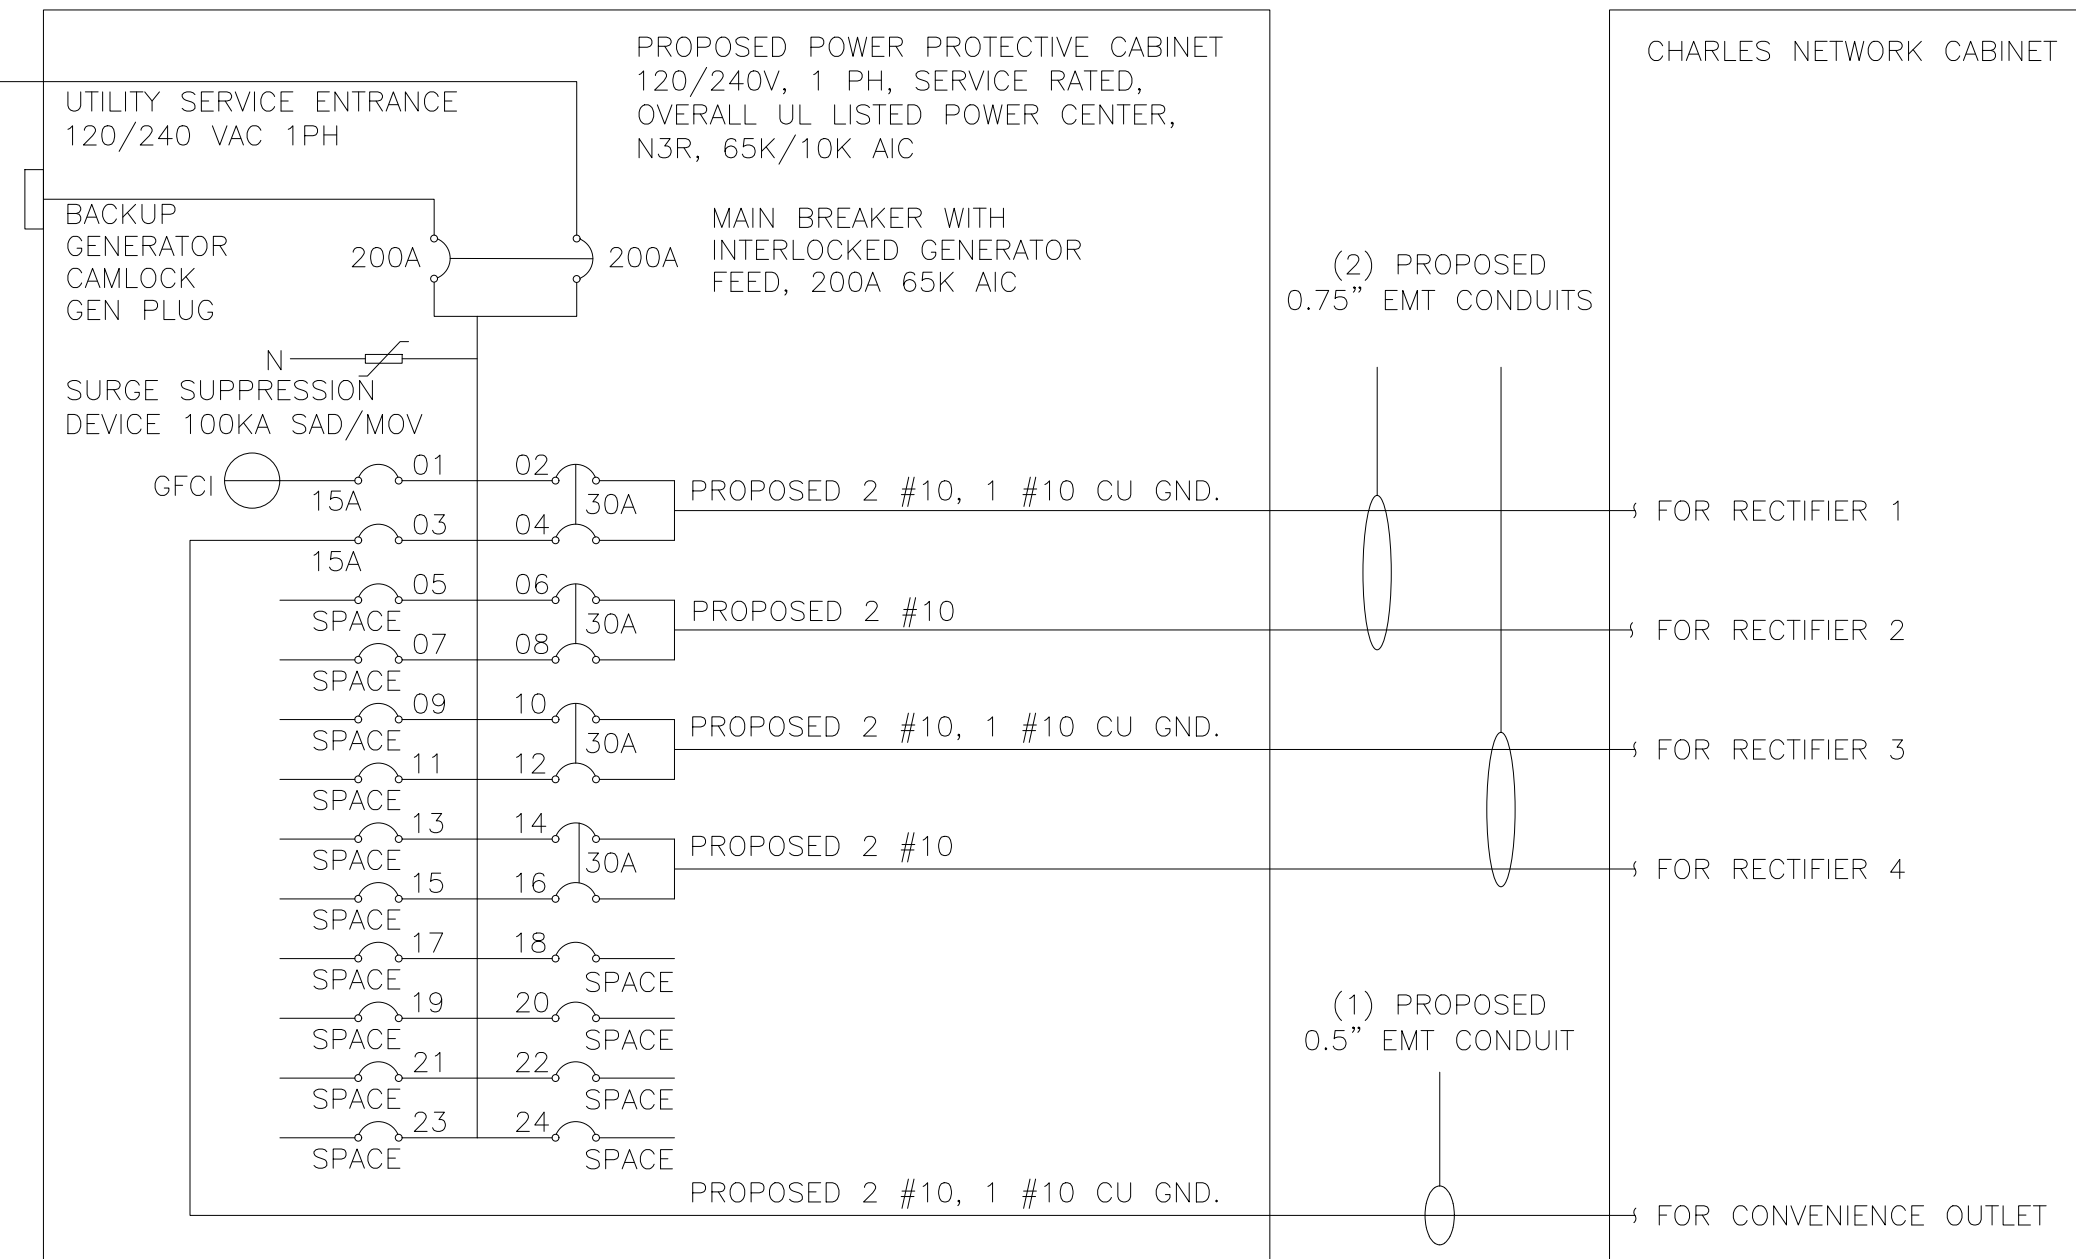 PROPOSED POWER PROTECTIVE CABINET
120/240V, 1 PH, SERVICE RATED,
OVERALL UL LISTED POWER CENTER,
N3R, 65K/10K AIC
CHARLES NETWORK CABINET
UTILITY SERVICE ENTRANCE
120/240 VAC 1PH
BACKUP
GENERATOR
CAMLOCK
GEN PLUG
200A
200A
MAIN BREAKER WITH
INTERLOCKED GENERATOR
FEED, 200A 65K AIC
(2) PROPOSED
0.75” EMT CONDUITS
N
SURGE SUPPRESSION
DEVICE 100KA SAD/MOV
GFCI
15A
01
02
30A
PROPOSED 2 #10, 1 #10 CU GND.
FOR RECTIFIER 1
15A
03
04
SPACE
05
06
30A
PROPOSED 2 #10
FOR RECTIFIER 2
SPACE
07
08
SPACE
09
10
30A
PROPOSED 2 #10, 1 #10 CU GND.
FOR RECTIFIER 3
SPACE
11
12
SPACE
13
14
30A
PROPOSED 2 #10
FOR RECTIFIER 4
SPACE
15
16
SPACE
17
18
SPACE
SPACE
19
20
SPACE
SPACE
21
22
SPACE
SPACE
23
24
SPACE
(1) PROPOSED
0.5” EMT CONDUIT
PROPOSED 2 #10, 1 #10 CU GND.
FOR CONVENIENCE OUTLET